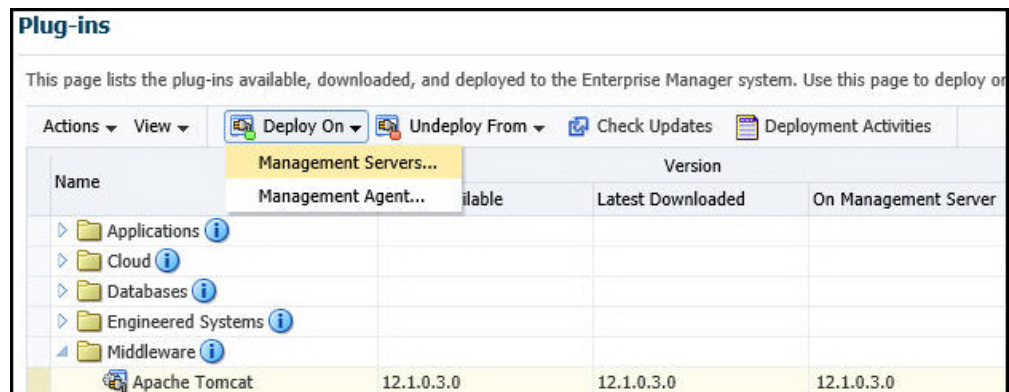 Plug-ins
This page lists the plug-ins available, downloaded, and deployed to the Enterprise Manager system. Use this page to deploy
Actions View Deploy On Undeploy From Check Updates Deployment Activities
Management Servers...
Management Agent...
Version
Name
Latest Downloaded On Management Server
Applications
Cloud
Databases
Engineered Systems
Middleware
Apache Tomcat 12.1.0.3.0 12.1.0.3.0 12.1.0.3.0